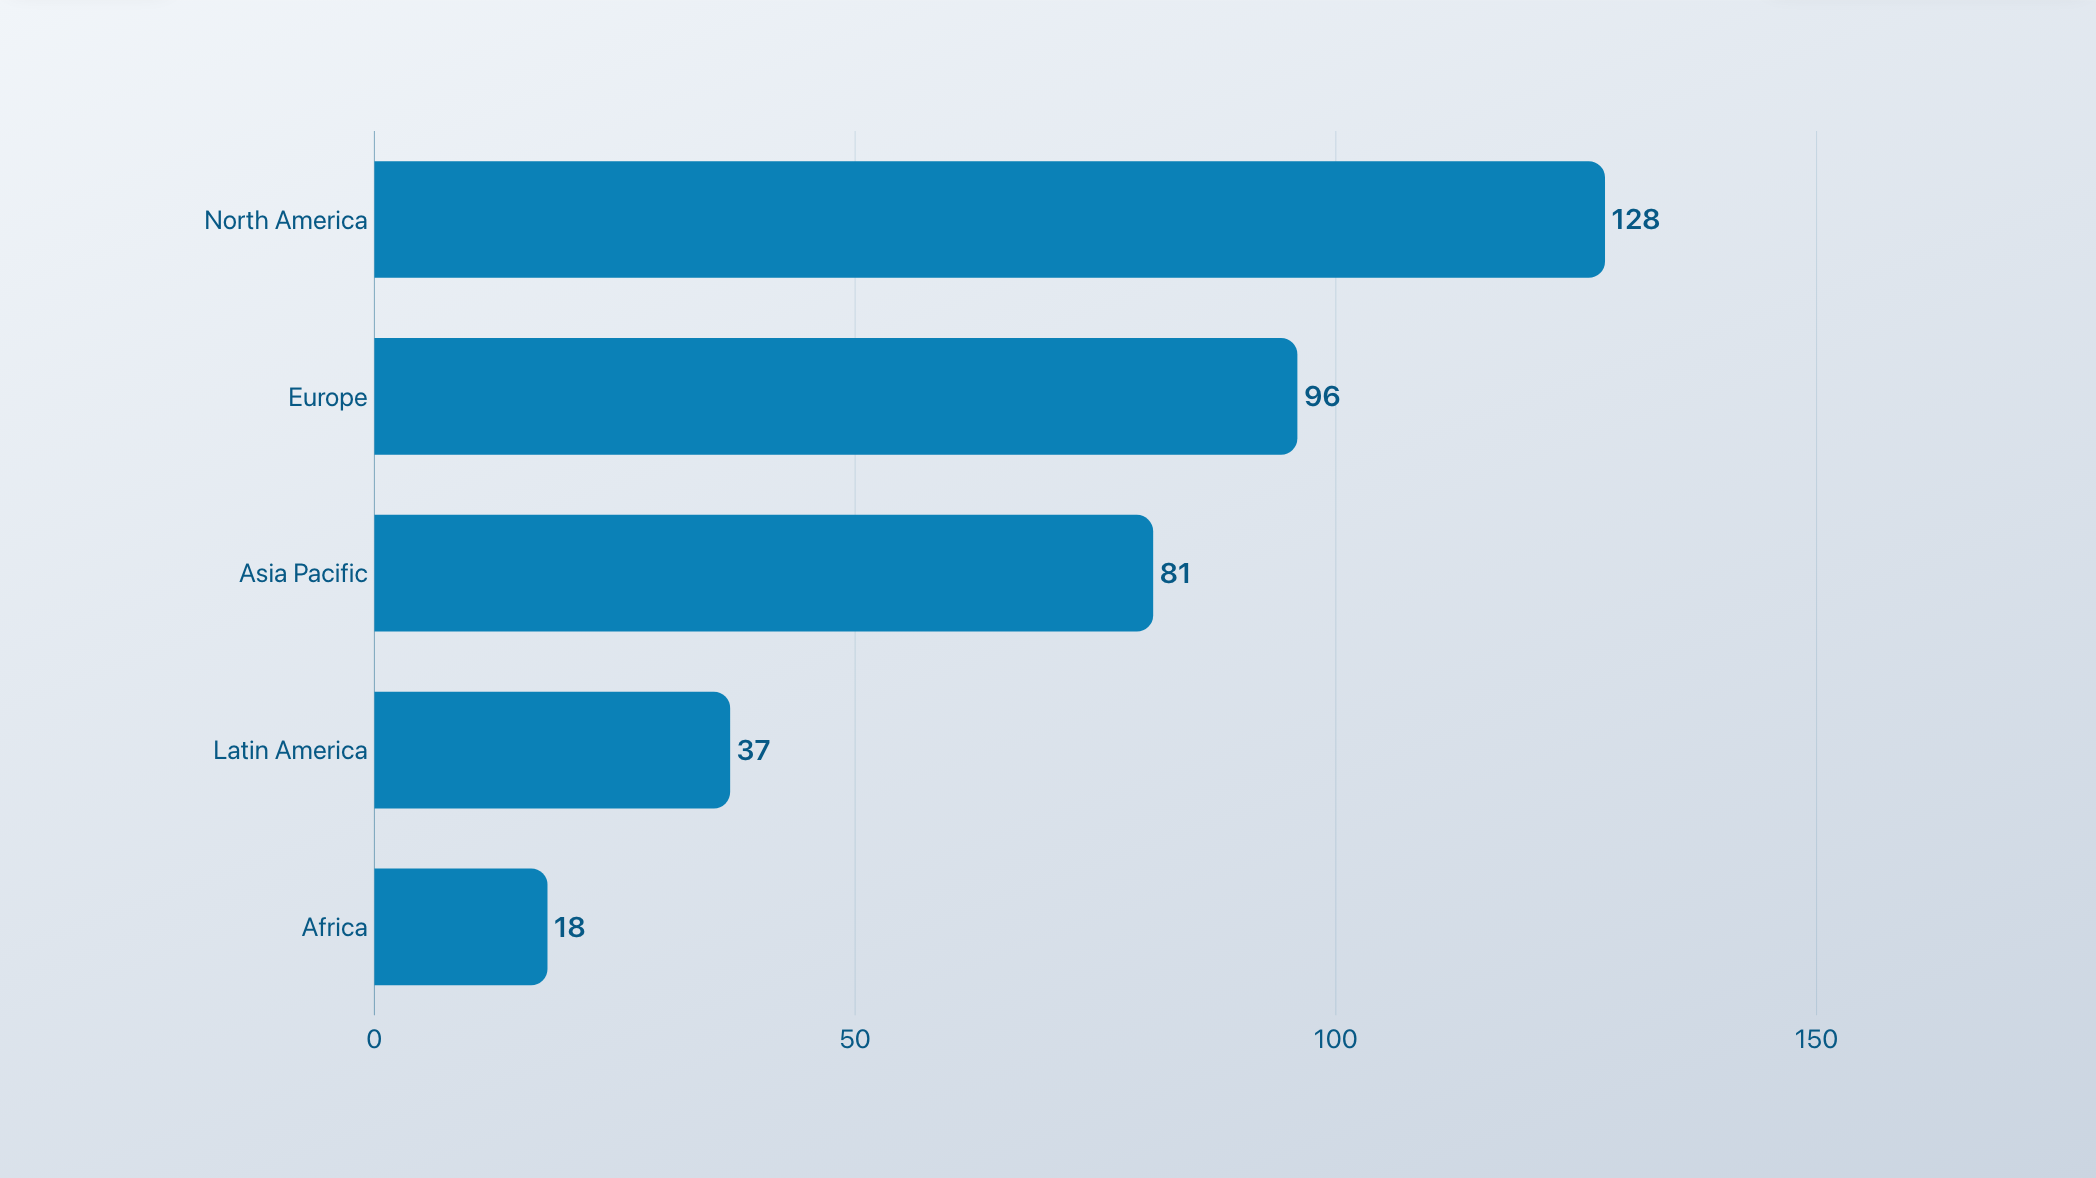 North America 128
Europe 96
Asia Pacific 81
Latin America 37
Africa 18
0 50 100 150